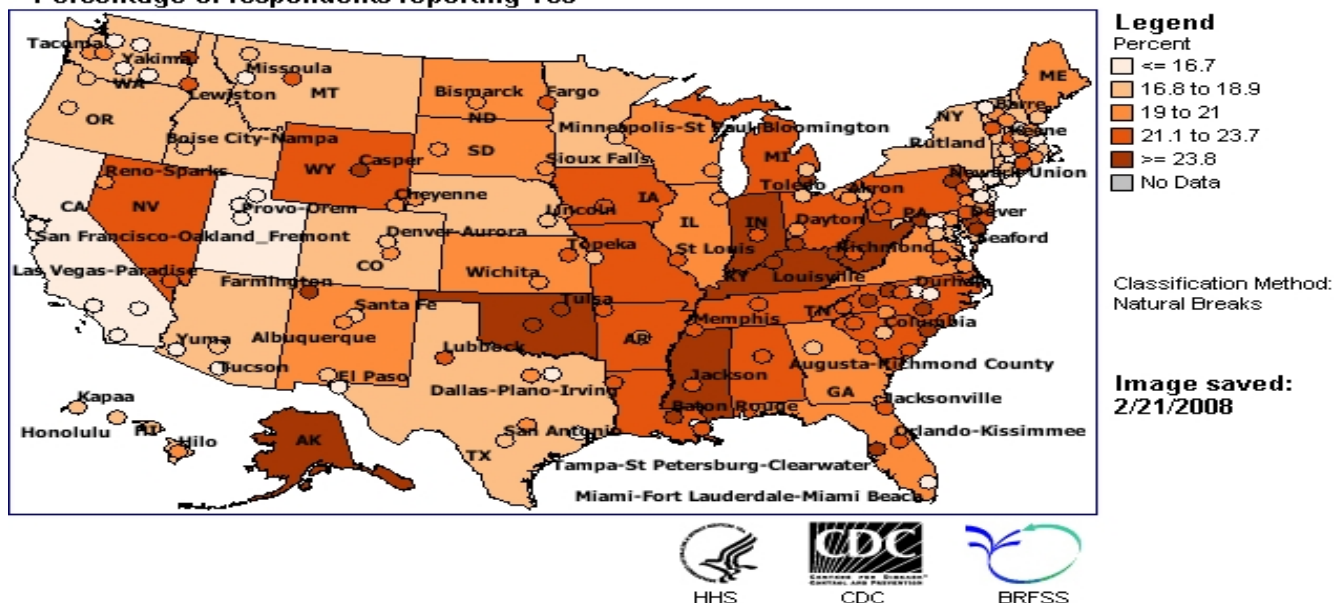 Percentage of respondents reporting Yes
Tacoma
Yakima
WA
Missoula
Lewiston
MT
OR
Boise City-Nampa
Bismarck
Fargo
ND
Minneapolis-St Paul-Bloomington
SD
Sioux Falls
WY
Casper
Cheyenne
Reno-Sparks
CA
NV
Provo-Orem
San Francisco-Oakland_Fremont
Denver-Aurora
CO
Lincoln
IA
MI
Toledo
Akron
NY
Barre
Keene
Rutland
ME
Newark-Union
PA
Dover
Seaford
IL
IN
Dayton
Richmond
St Louis
KY
Louisville
Topeka
Wichita
Las Vegas-Paradise
Farmington
Santa Fe
Albuquerque
Yuma
Tucson
El Paso
Lubbock
Tulsa
AR
Memphis
TN
Durham
Columbia
Augusta-Richmond County
GA
Dallas-Plano-Irving
Jackson
Baton Rouge
Jacksonville
Orlando-Kissimmee
San Antonio
TX
Tampa-St Petersburg-Clearwater
Miami-Fort Lauderdale-Miami Beach
Kapaa
Honolulu
HI
Hilo
AK
Legend
Percent
<= 16.7
16.8 to 18.9
19 to 21
21.1 to 23.7
>= 23.8
No Data
Classification Method:
Natural Breaks
Image saved:
2/21/2008
CDC
CENTERS FOR DISEASE
CONTROL AND PREVENTION
HHS
CDC
BRFSS